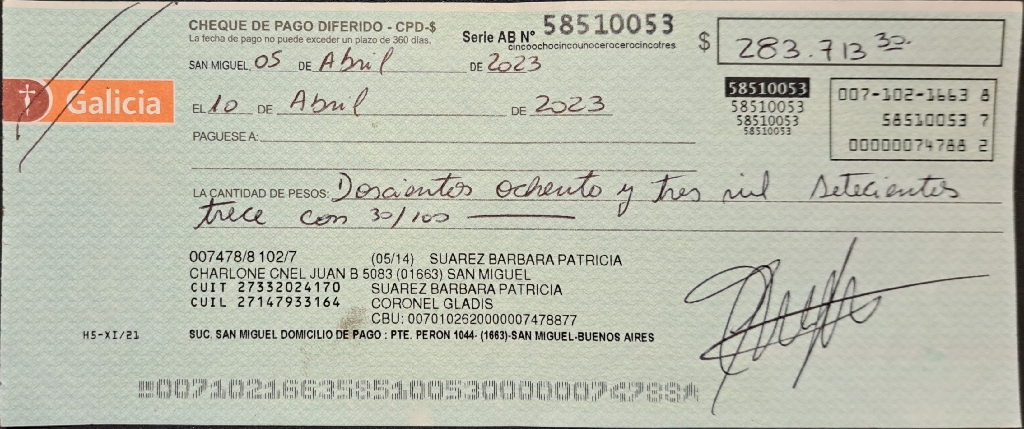 CHEQUE DE PAGO DIFERIDO - CPD-$
La fecha de pago no puede exceder un plazo de 360 días.
Serie AB Nº 58510053
cincoochocincounocerocerocincotres
$ 283.713 30.
SAN MIGUEL, 05 DE Abril DE 2023
Galicia
EL 10 DE Abril DE 2023
58510053
58510053
58510053
58510053
007-102-1663 8
58510053 7
00000074788 2
PAGUESE A:
LA CANTIDAD DE PESOS: Doscientos ochenta y tres mil setecientos
trece con 30/100
007478/8 102/7 (05/14) SUAREZ BARBARA PATRICIA
CHARLONE CNEL JUAN B 5083 (01663) SAN MIGUEL
CUIT 27332024170 SUAREZ BARBARA PATRICIA
CUIL 27147933164 CORONEL GLADIS
CBU: 0070102620000007478877
HS-XI/21
SUC. SAN MIGUEL DOMICILIO DE PAGO : PTE. PERON 1044- (1663)-SAN MIGUEL-BUENOS AIRES